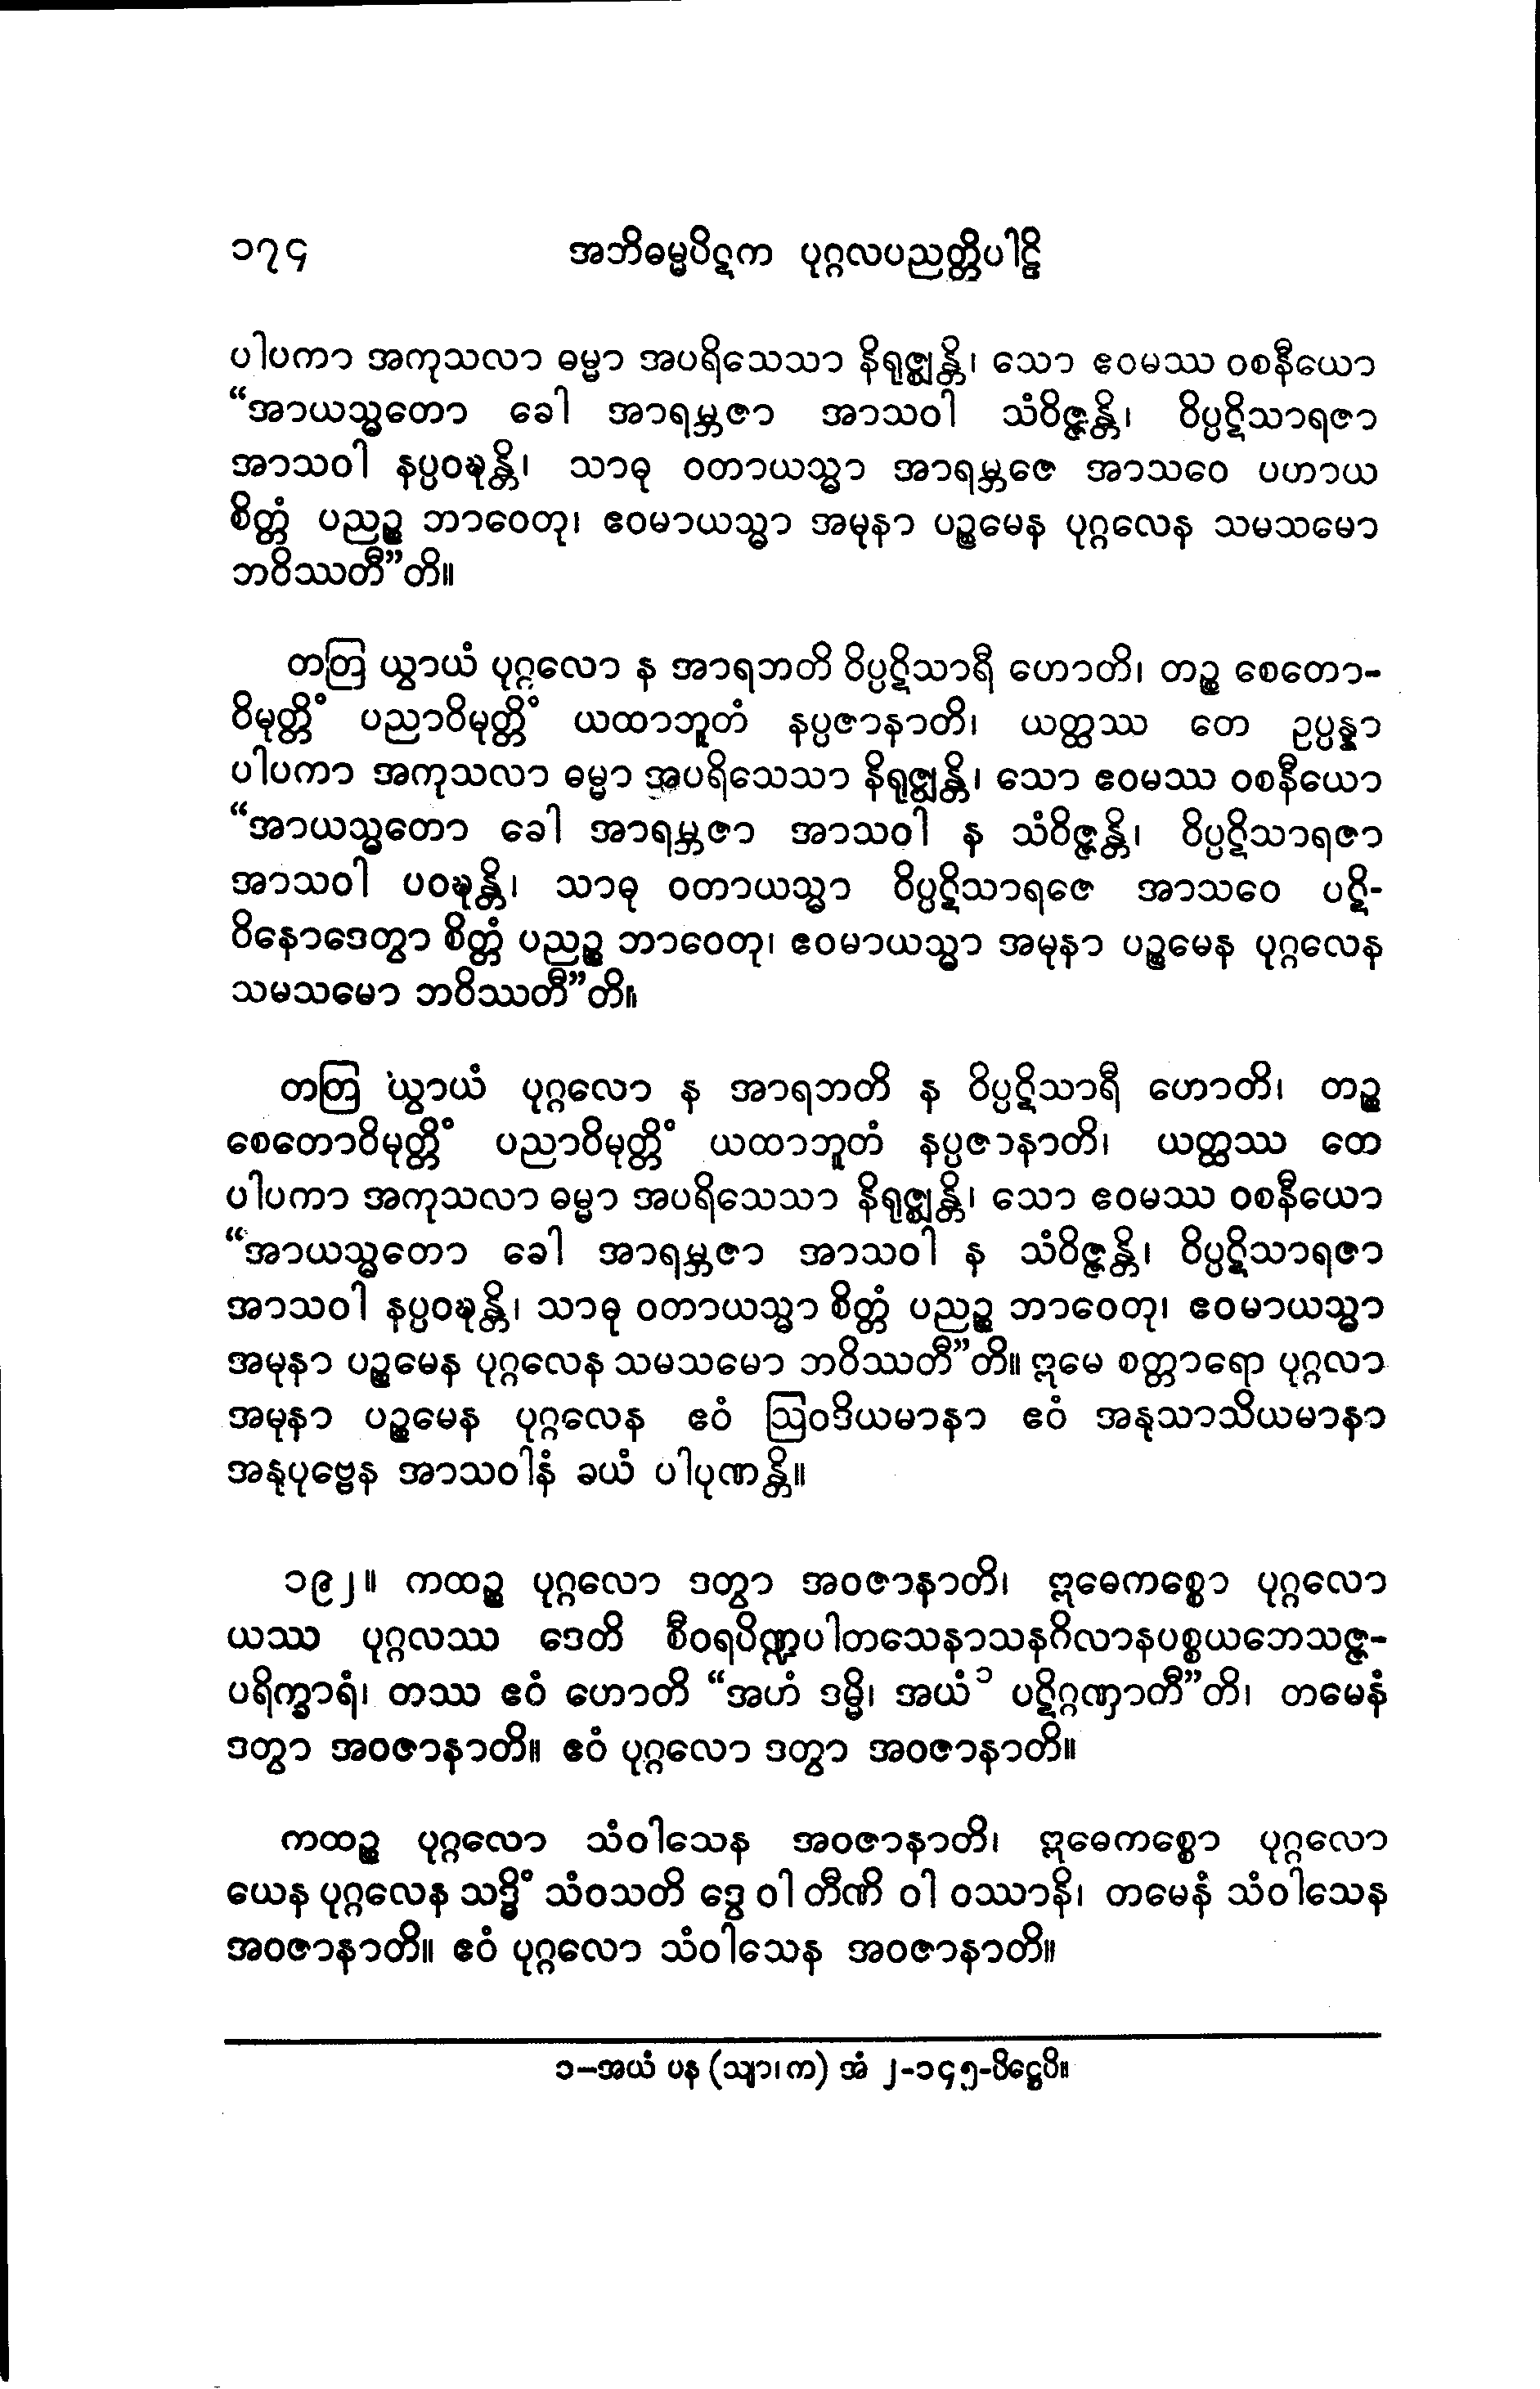 ၁၇၄ အဘိဓမ္မပိဋက ပုဂ္ဂလပညတ္တိပါဠိ
ပါပကာ အကုသလာ ဓမ္မာ အပရိသေသာ နိရုဇ္ဈန္တိ၊ သော ဧဝမဿ ဝစနီယော
“အာယသ္မတော ခေါ အာရမ္ဘဇာ အာသဝါ သံဝိဇ္ဇန္တိ၊ ဝိပ္ပဋိသာရဇာ
အာသဝါ နပ္ပဝဍ္ဎန္တိ၊ သာဓု ဝတာယသ္မာ အာရမ္ဘဇေ အာသဝေ ပဟာယ
စိတ္တံ ပညဉ္စ ဘာဝေတု၊ ဧဝမာယသ္မာ အမုနာ ပဉ္စမေန ပုဂ္ဂလေန သမသမော
ဘဝိဿတီ”တိ။
တတြ ယွာယံ ပုဂ္ဂလော န အာရဘတိ ဝိပ္ပဋိသာရီ ဟောတိ၊ တဉ္စ စေတော-
ဝိမုတ္တိံ ပညာဝိမုတ္တိံ ယထာဘူတံ နပ္ပဇာနာတိ၊ ယတ္ထဿ တေ ဥပ္ပန္နာ
ပါပကာ အကုသလာ ဓမ္မာ အပရိသေသာ နိရုဇ္ဈန္တိ၊ သော ဧဝမဿ ဝစနီယော
“အာယသ္မတော ခေါ အာရမ္ဘဇာ အာသဝါ န သံဝိဇ္ဇန္တိ၊ ဝိပ္ပဋိသာရဇာ
အာသဝါ ပဝဍ္ဎန္တိ၊ သာဓု ဝတာယသ္မာ ဝိပ္ပဋိသာရဇေ အာသဝေ ပဋိ-
ဝိနောဒေတွာ စိတ္တံ ပညဉ္စ ဘာဝေတု၊ ဧဝမာယသ္မာ အမုနာ ပဉ္စမေန ပုဂ္ဂလေန
သမသမော ဘဝိဿတီ”တိ။
တတြ ယွာယံ ပုဂ္ဂလော န အာရဘတိ န ဝိပ္ပဋိသာရီ ဟောတိ၊ တဉ္စ
စေတောဝိမုတ္တိံ ပညာဝိမုတ္တိံ ယထာဘူတံ နပ္ပဇာနာတိ၊ ယတ္ထဿ တေ
ပါပကာ အကုသလာ ဓမ္မာ အပရိသေသာ နိရုဇ္ဈန္တိ၊ သော ဧဝမဿ ဝစနီယော
“အာယသ္မတော ခေါ အာရမ္ဘဇာ အာသဝါ န သံဝိဇ္ဇန္တိ၊ ဝိပ္ပဋိသာရဇာ
အာသဝါ နပ္ပဝဍ္ဎန္တိ၊ သာဓု ဝတာယသ္မာ စိတ္တံ ပညဉ္စ ဘာဝေတု၊ ဧဝမာယသ္မာ
အမုနာ ပဉ္စမေန ပုဂ္ဂလေန သမသမော ဘဝိဿတီ”တိ။ ဣမေ စတ္တာရော ပုဂ္ဂလာ
အမုနာ ပဉ္စမေန ပုဂ္ဂလေန ဧဝံ ဩဝဒိယမာနာ ဧဝံ အနုသာသိယမာနာ
အနုပုဗ္ဗေန အာသဝါနံ ခယံ ပါပုဏန္တိ။
၁၉၂။ ကထဉ္စ ပုဂ္ဂလော ဒတွာ အဝဇာနာတိ၊ ဣဓေကစ္စော ပုဂ္ဂလော
ယဿ ပုဂ္ဂလဿ ဒေတိ စီဝရပိဏ္ဍပါတသေနာသနဂိလာနပစ္စယဘေသဇ္ဇ-
ပရိက္ခာရံ၊ တဿ ဧဝံ ဟောတိ “အဟံ ဒမ္မိ၊ အယံ၁ ပဋိဂ္ဂဏှာတီ”တိ၊ တမေနံ
ဒတွာ အဝဇာနာတိ။ ဧဝံ ပုဂ္ဂလော ဒတွာ အဝဇာနာတိ။
ကထဉ္စ ပုဂ္ဂလော သံဝါသေန အဝဇာနာတိ၊ ဣဓေကစ္စော ပုဂ္ဂလော
ယေန ပုဂ္ဂလေန သဒ္ဓိံ သံဝသတိ ဒွေ ဝါ တီဏိ ဝါ ဝဿာနိ၊ တမေနံ သံဝါသေန
အဝဇာနာတိ။ ဧဝံ ပုဂ္ဂလော သံဝါသေန အဝဇာနာတိ။
၁-အယံ ပန (သျာ၊က) အံ ၂-၁၄၅-ပိဋ္ဌေပိ။